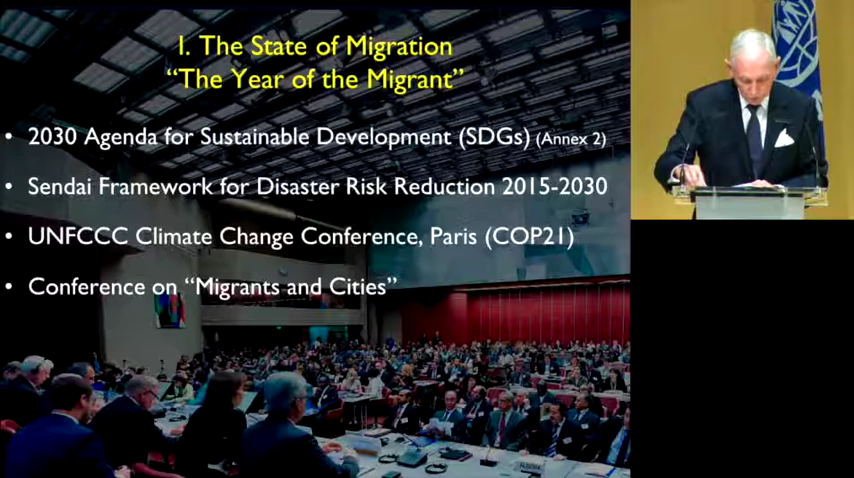 I. The State of Migration
“The Year of the Migrant”
• 2030 Agenda for Sustainable Development (SDGs) (Annex 2)
• Sendai Framework for Disaster Risk Reduction 2015-2030
• UNFCCC Climate Change Conference, Paris (COP21)
• Conference on “Migrants and Cities”